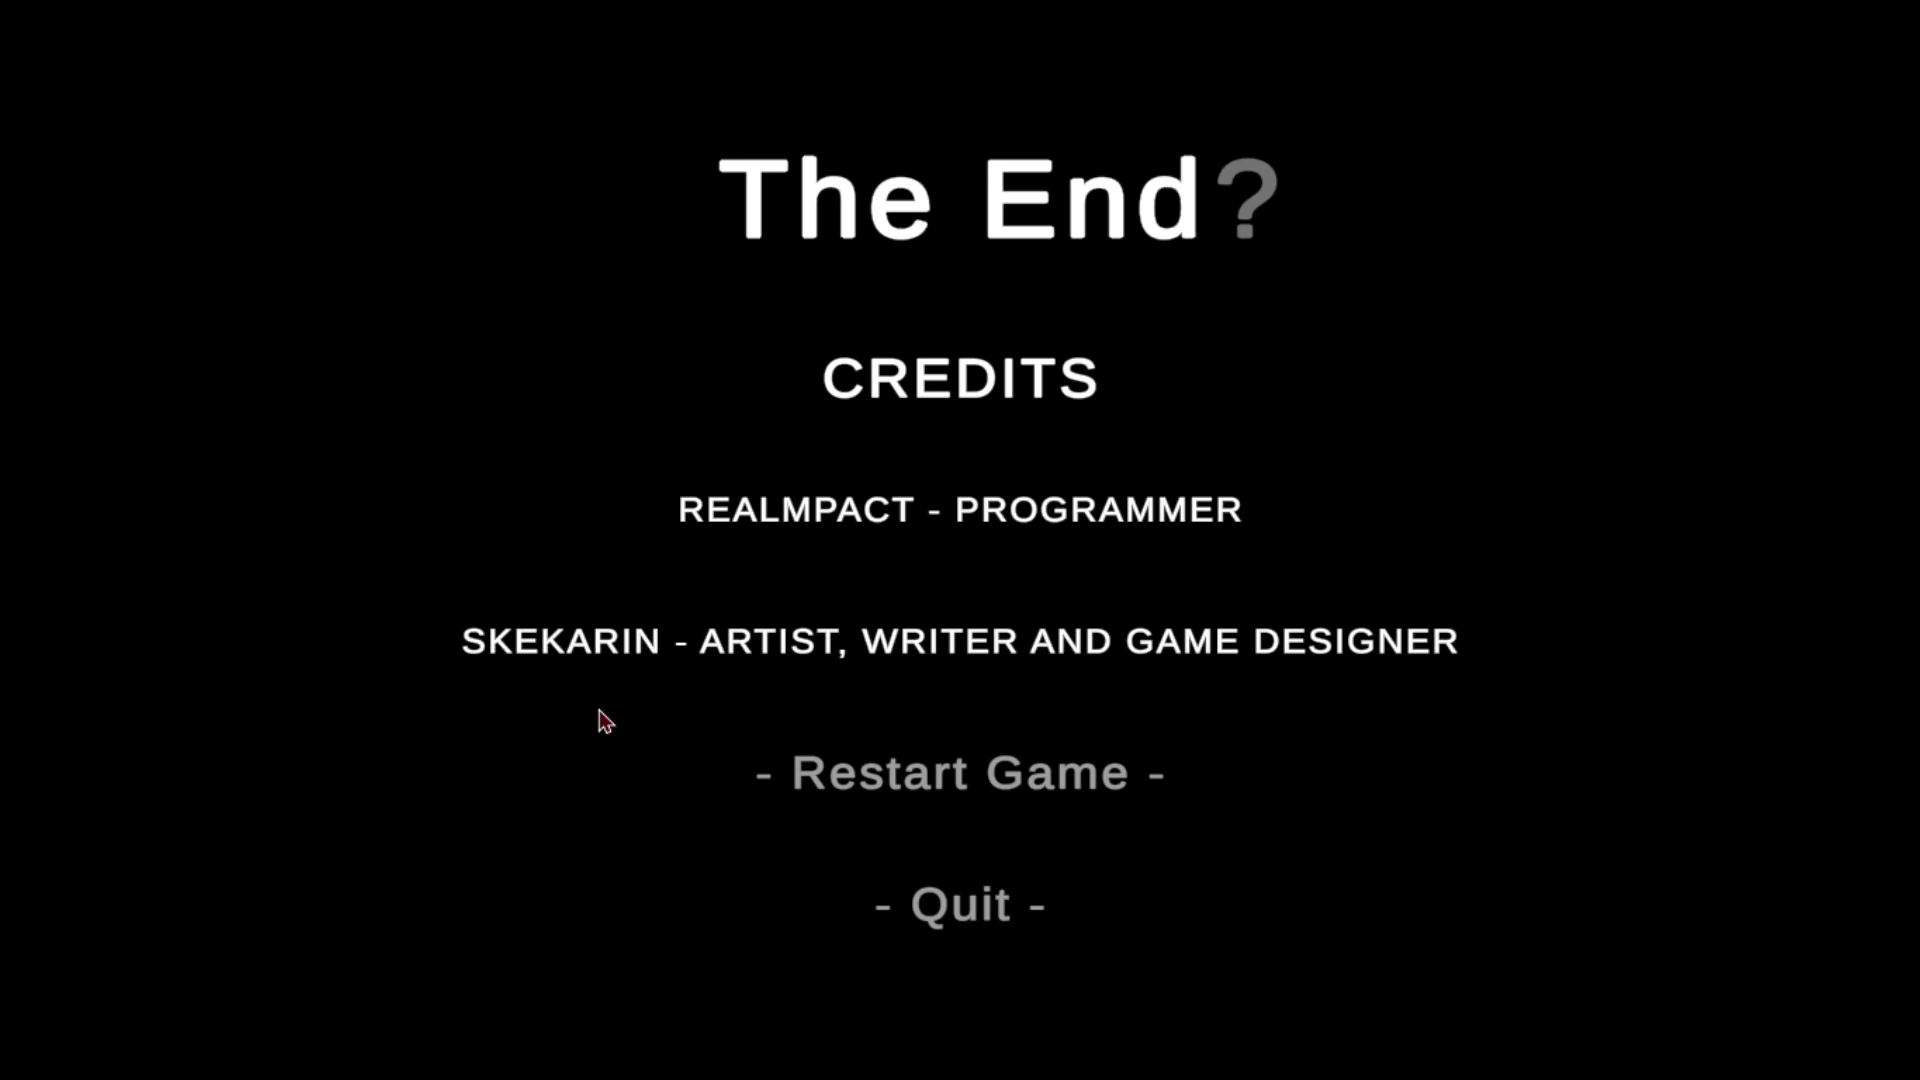 The End?
CREDITS
REALMPACT - PROGRAMMER
SKEKARIN - ARTIST, WRITER AND GAME DESIGNER
- Restart Game -
- Quit -